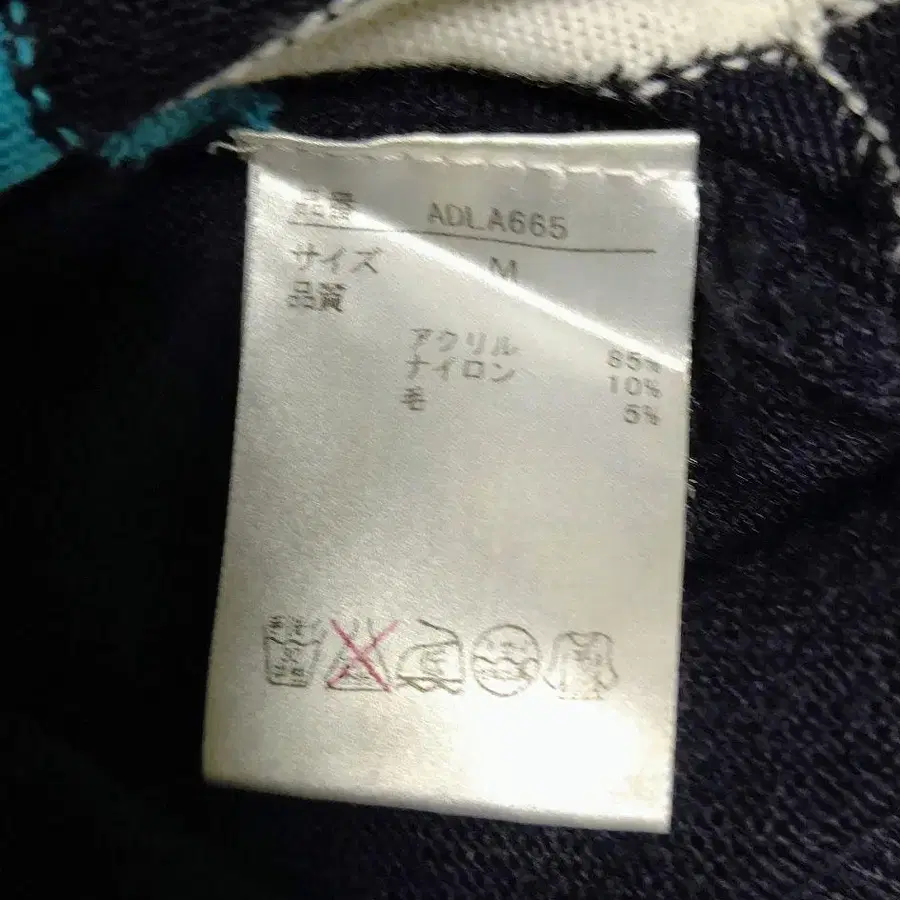 品番 ADLA665
サイズ M
品質
アクリル 85%
ナイロン 10%
毛 5%